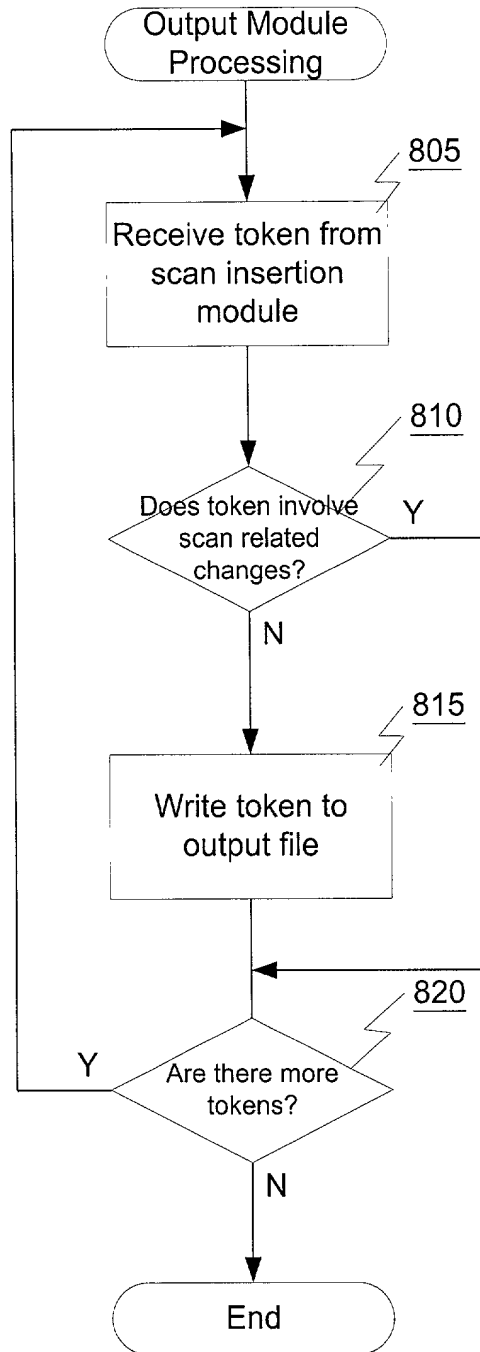 Output Module
Processing
805
Receive token from
scan insertion
module
810
Does token involve
scan related
changes?
Y
N
815
Write token to
output file
820
Y
Are there more
tokens?
N
End